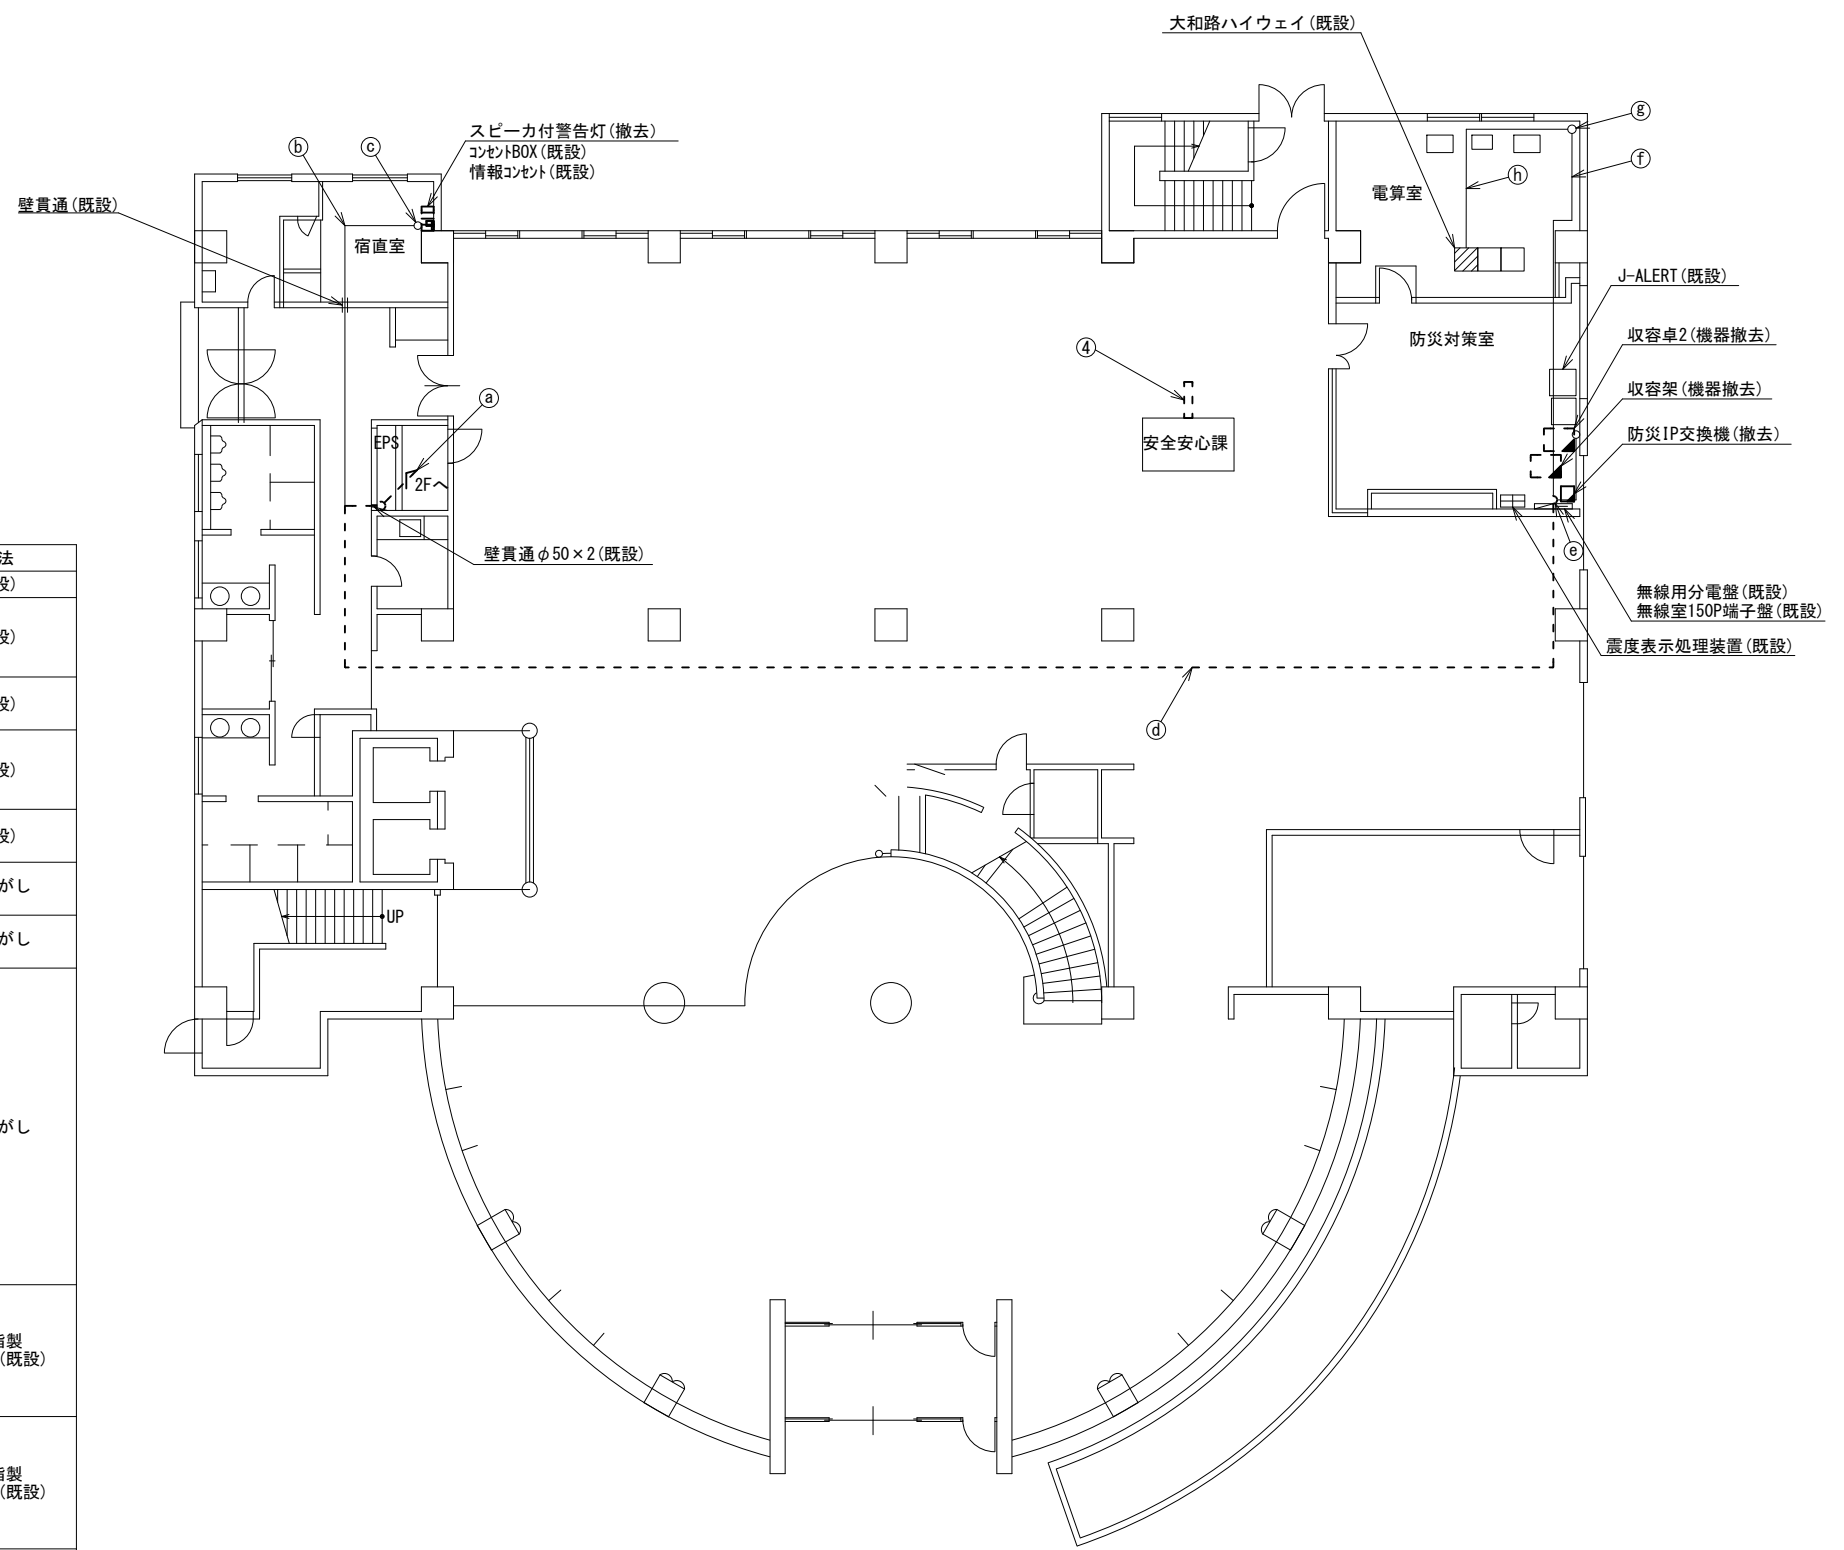 大和路ハイウェイ(既設)
ⓖ
ⓑ
ⓒ
スピーカ付警告灯(撤去)
コンセントBOX(既設)
情報コンセント(既設)
ⓕ
ⓗ
電算室
壁貫通(既設)
宿直室
J-ALERT(既設)
収容卓2(機器撤去)
防災対策室
④
収容架(機器撤去)
ⓐ
防災IP交換機(撤去)
EPS
安全安心課
2Fへ
壁貫通φ50×2(既設)
ⓔ
無線用分電盤(既設)
無線室150P端子盤(既設)
震度表示処理装置(既設)
ⓓ
UP
法
設)
設)
設)
設)
設)
がし
がし
がし
脂製
(既設)
脂製
(既設)